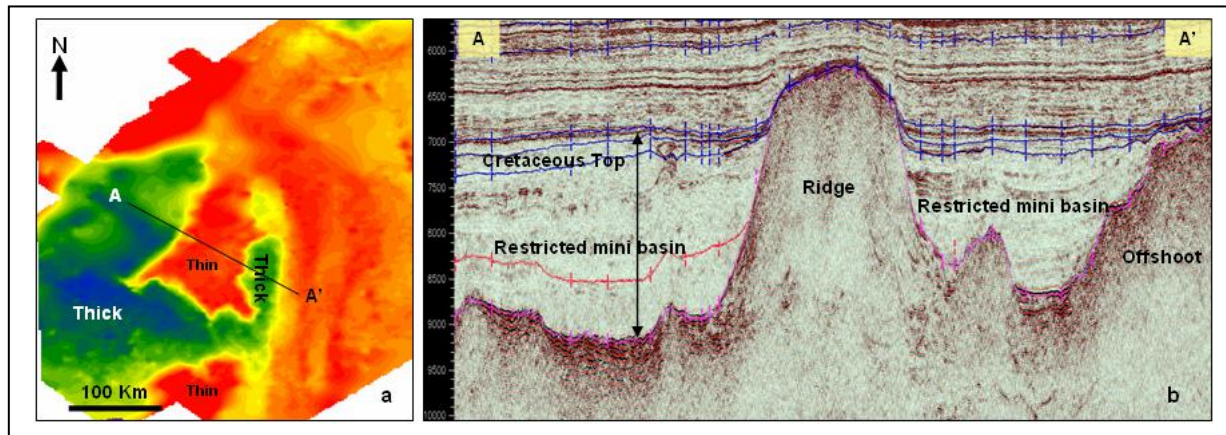 N
A
Thin
Thick
A'
Thick
Thin
100 Km
a
A
A'
6000
6500
7000
7500
8000
8500
9000
9500
10000
Cretaceous Top
Ridge
Restricted mini basin
Restricted mini basin
Offshoot
b